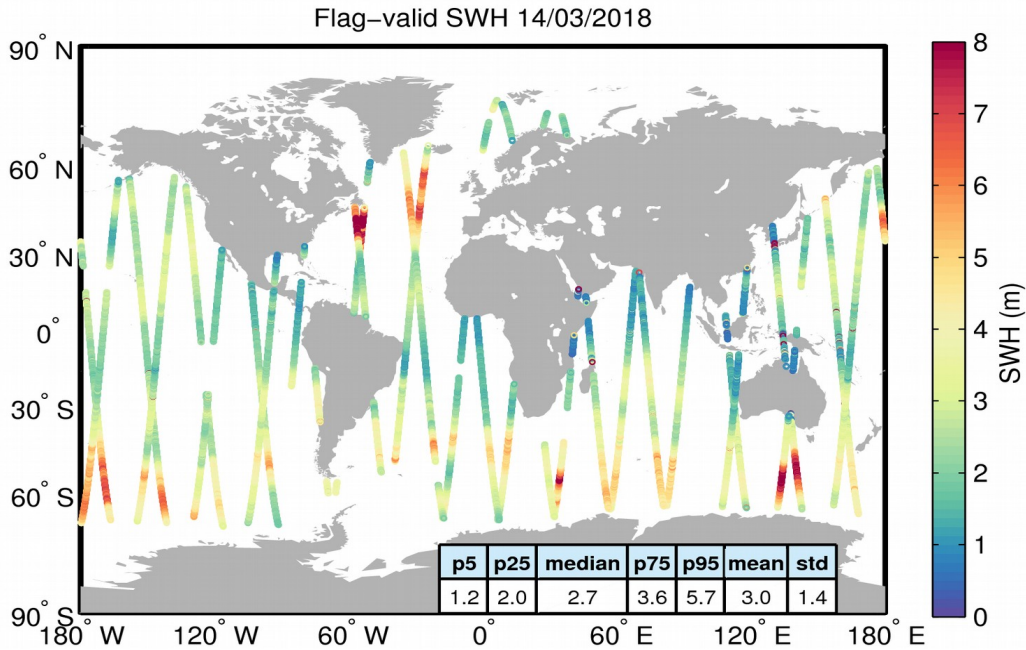 Flag−valid SWH 14/03/2018
90° N
60° N
30° N
0°
30° S
60° S
90° S
180° W
120° W
60° W
0°
60° E
120° E
180° E
p5 p25 median p75 p95 mean std
1.2 2.0 2.7 3.6 5.7 3.0 1.4
8
7
6
5
4
3
2
1
0
SWH (m)